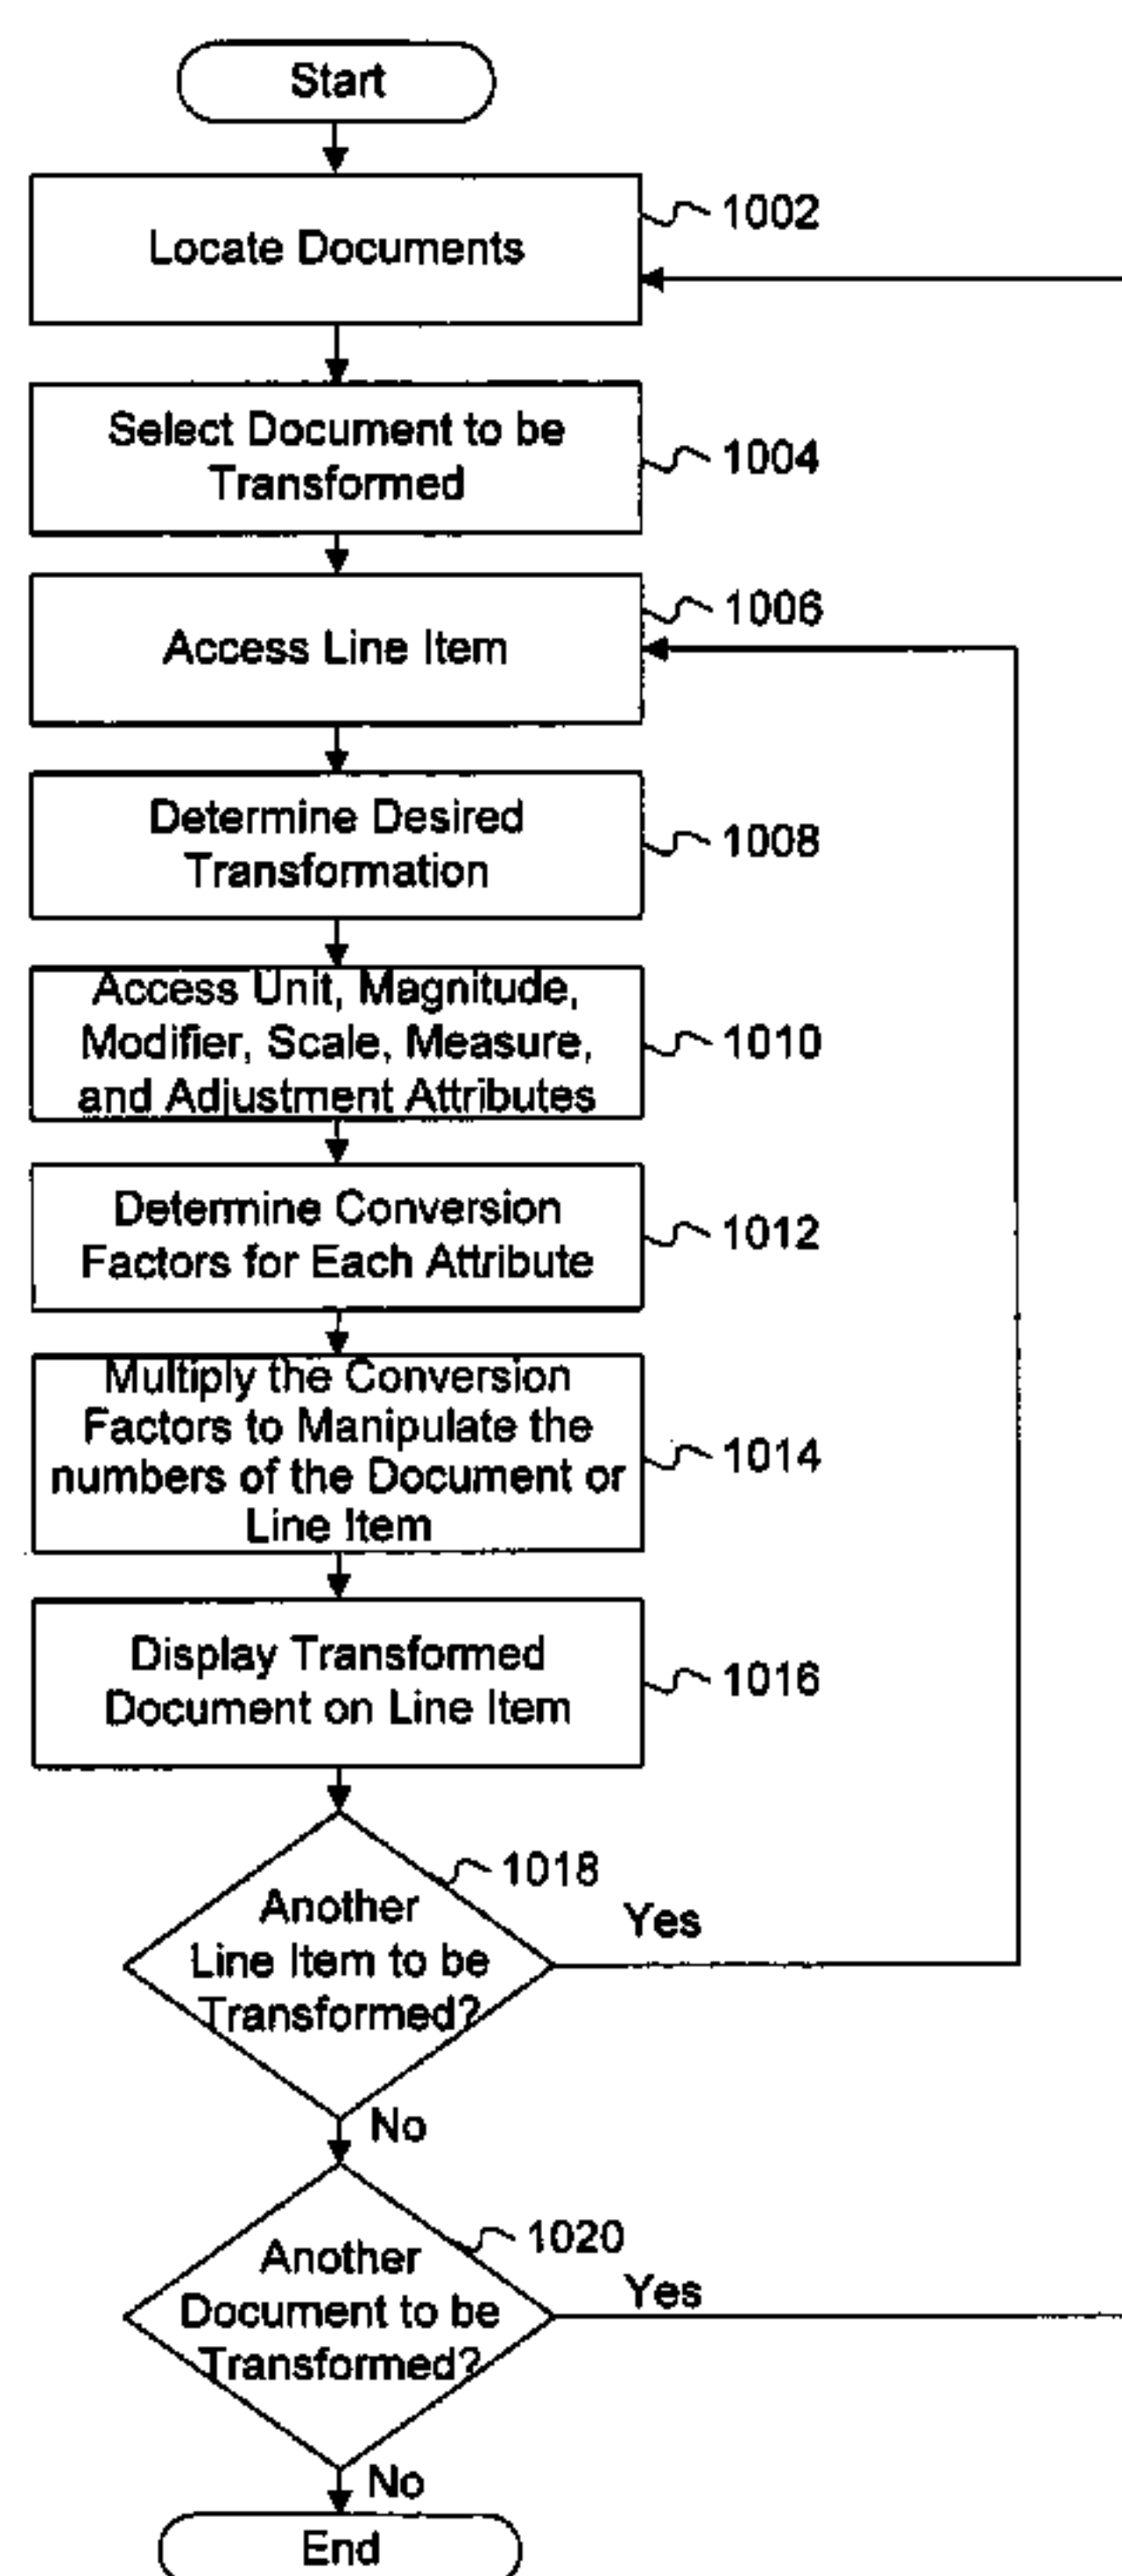 Start
Locate Documents
1002
Select Document to be
Transformed
1004
Access Line Item
1006
Determine Desired
Transformation
1008
Access Unit, Magnitude,
Modifier, Scale, Measure,
and Adjustment Attributes
1010
Determine Conversion
Factors for Each Attribute
1012
Multiply the Conversion
Factors to Manipulate the
numbers of the Document or
Line Item
1014
Display Transformed
Document on Line Item
1016
Another
Line Item to be
Transformed?
1018
Yes
No
Another
Document to be
Transformed?
1020
Yes
No
End